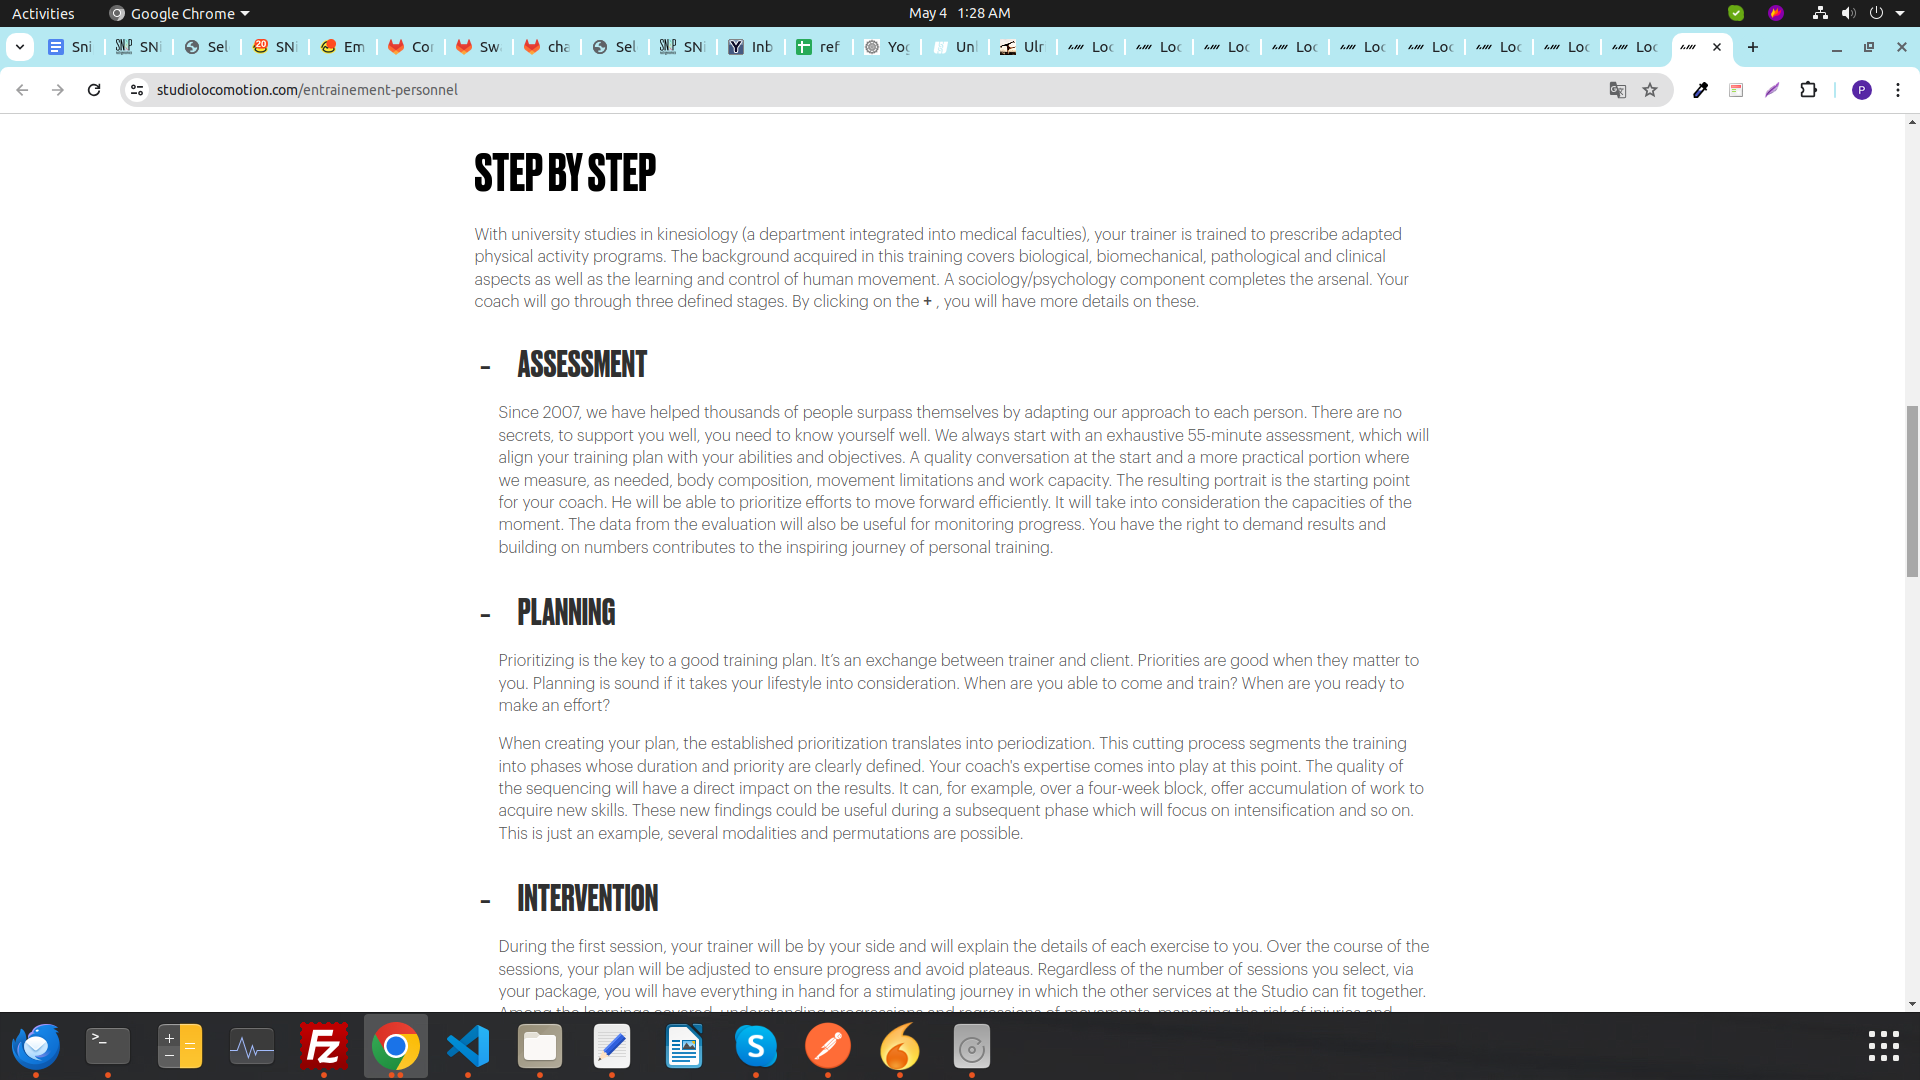 Activities
Google Chrome
May 4 1:28 AM
Sni
SNi
Sel
SNi
Em
Cor
Swa
cha
Sel
SNi
Inb
ref
Yog
Unl
Ulr
Loc
Loc
Loc
Loc
Loc
Loc
Loc
Loc
Loc
studiolocomotion.com/entrainement-personnel
P
STEP BY STEP
With university studies in kinesiology (a department integrated into medical faculties), your trainer is trained to prescribe adapted
physical activity programs. The background acquired in this training covers biological, biomechanical, pathological and clinical
aspects as well as the learning and control of human movement. A sociology/psychology component completes the arsenal. Your
coach will go through three defined stages. By clicking on the + , you will have more details on these.
- ASSESSMENT
Since 2007, we have helped thousands of people surpass themselves by adapting our approach to each person. There are no
secrets, to support you well, you need to know yourself well. We always start with an exhaustive 55-minute assessment, which will
align your training plan with your abilities and objectives. A quality conversation at the start and a more practical portion where
we measure, as needed, body composition, movement limitations and work capacity. The resulting portrait is the starting point
for your coach. He will be able to prioritize efforts to move forward efficiently. It will take into consideration the capacities of the
moment. The data from the evaluation will also be useful for monitoring progress. You have the right to demand results and
building on numbers contributes to the inspiring journey of personal training.
- PLANNING
Prioritizing is the key to a good training plan. It’s an exchange between trainer and client. Priorities are good when they matter to
you. Planning is sound if it takes your lifestyle into consideration. When are you able to come and train? When are you ready to
make an effort?
When creating your plan, the established prioritization translates into periodization. This cutting process segments the training
into phases whose duration and priority are clearly defined. Your coach's expertise comes into play at this point. The quality of
the sequencing will have a direct impact on the results. It can, for example, over a four-week block, offer accumulation of work to
acquire new skills. These new findings could be useful during a subsequent phase which will focus on intensification and so on.
This is just an example, several modalities and permutations are possible.
- INTERVENTION
During the first session, your trainer will be by your side and will explain the details of each exercise to you. Over the course of the
sessions, your plan will be adjusted to ensure progress and avoid plateaus. Regardless of the number of sessions you select, via
your package, you will have everything in hand for a stimulating journey in which the other services at the Studio can fit together.
Among the learnings covered, understanding progressions and regressions of movements, managing the risk of injuries and